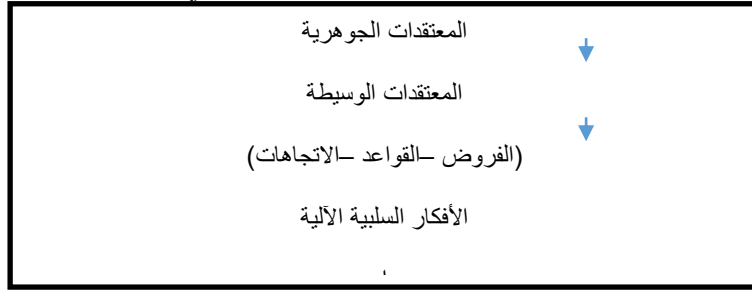 المعتقدات الجوهرية
المعتقدات الوسيطة
(الفروض –القواعد –الاتجاهات)
الأفكار السلبية الآلية